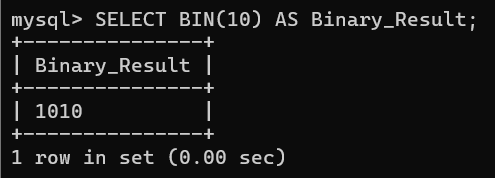 mysql> SELECT BIN(10) AS Binary_Result;
+---------------+
| Binary_Result |
+---------------+
| 1010          |
+---------------+
1 row in set (0.00 sec)